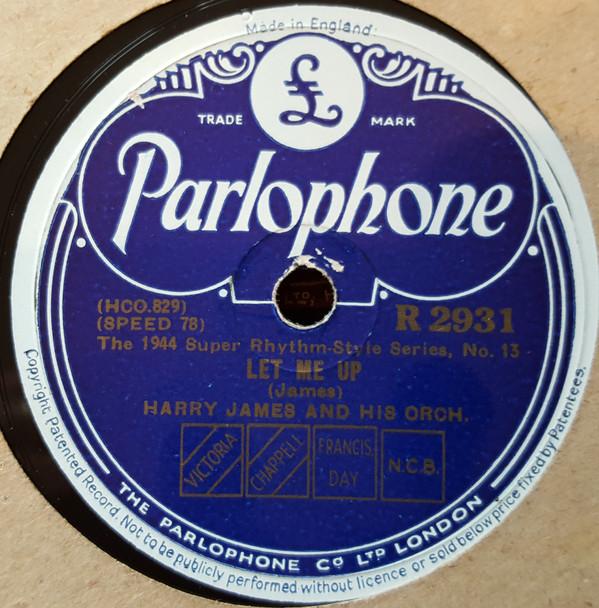 Made in England
£
TRADE MARK
Parlophone
(HCO.829)
(SPEED 78)
R 2931
The 1944 Super Rhythm-Style Series, No. 13
LET ME UP
(James)
HARRY JAMES AND HIS ORCH.
VICTORIA
CHAPPELL
FRANCIS, DAY
N.C.B.
THE PARLOPHONE Co LTD LONDON
Copyright Patented Record. Not to be publicly performed without licence or sold below price fixed by Patentees.